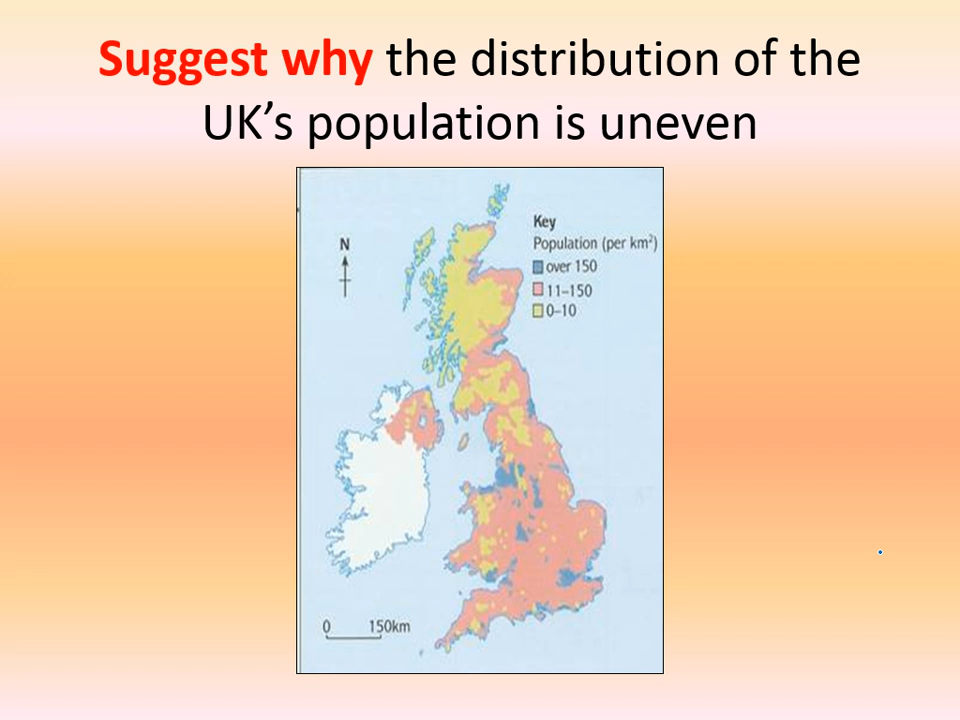 Suggest why the distribution of the
UK’s population is uneven
Key
Population (per km²)
over 150
11–150
0–10
N
0 150km